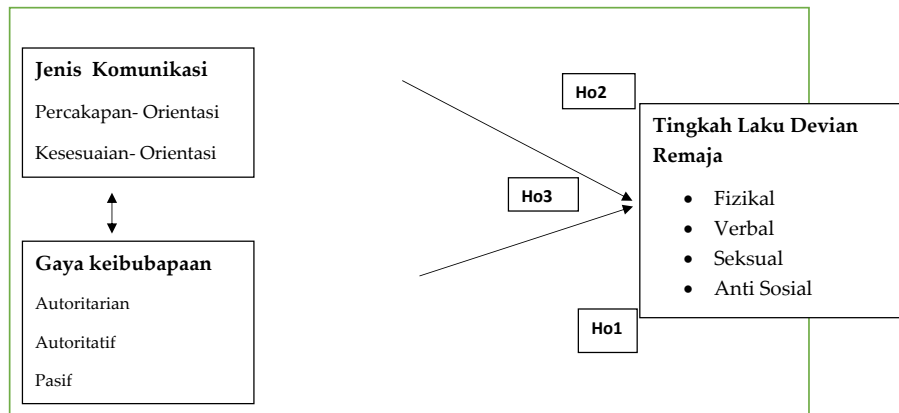 Jenis Komunikasi
Percakapan- Orientasi
Kesesuaian- Orientasi
Gaya keibubapaan
Autoritarian
Autoritatif
Pasif
Ho2
Ho3
Ho1
Tingkah Laku Devian
Remaja
• Fizikal
• Verbal
• Seksual
• Anti Sosial